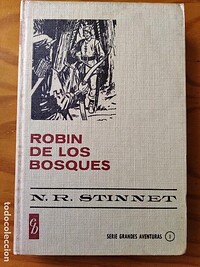 ROBIN
DE LOS
BOSQUES
N. R. STINNET
SERIE GRANDES AVENTURAS
todocoleccion